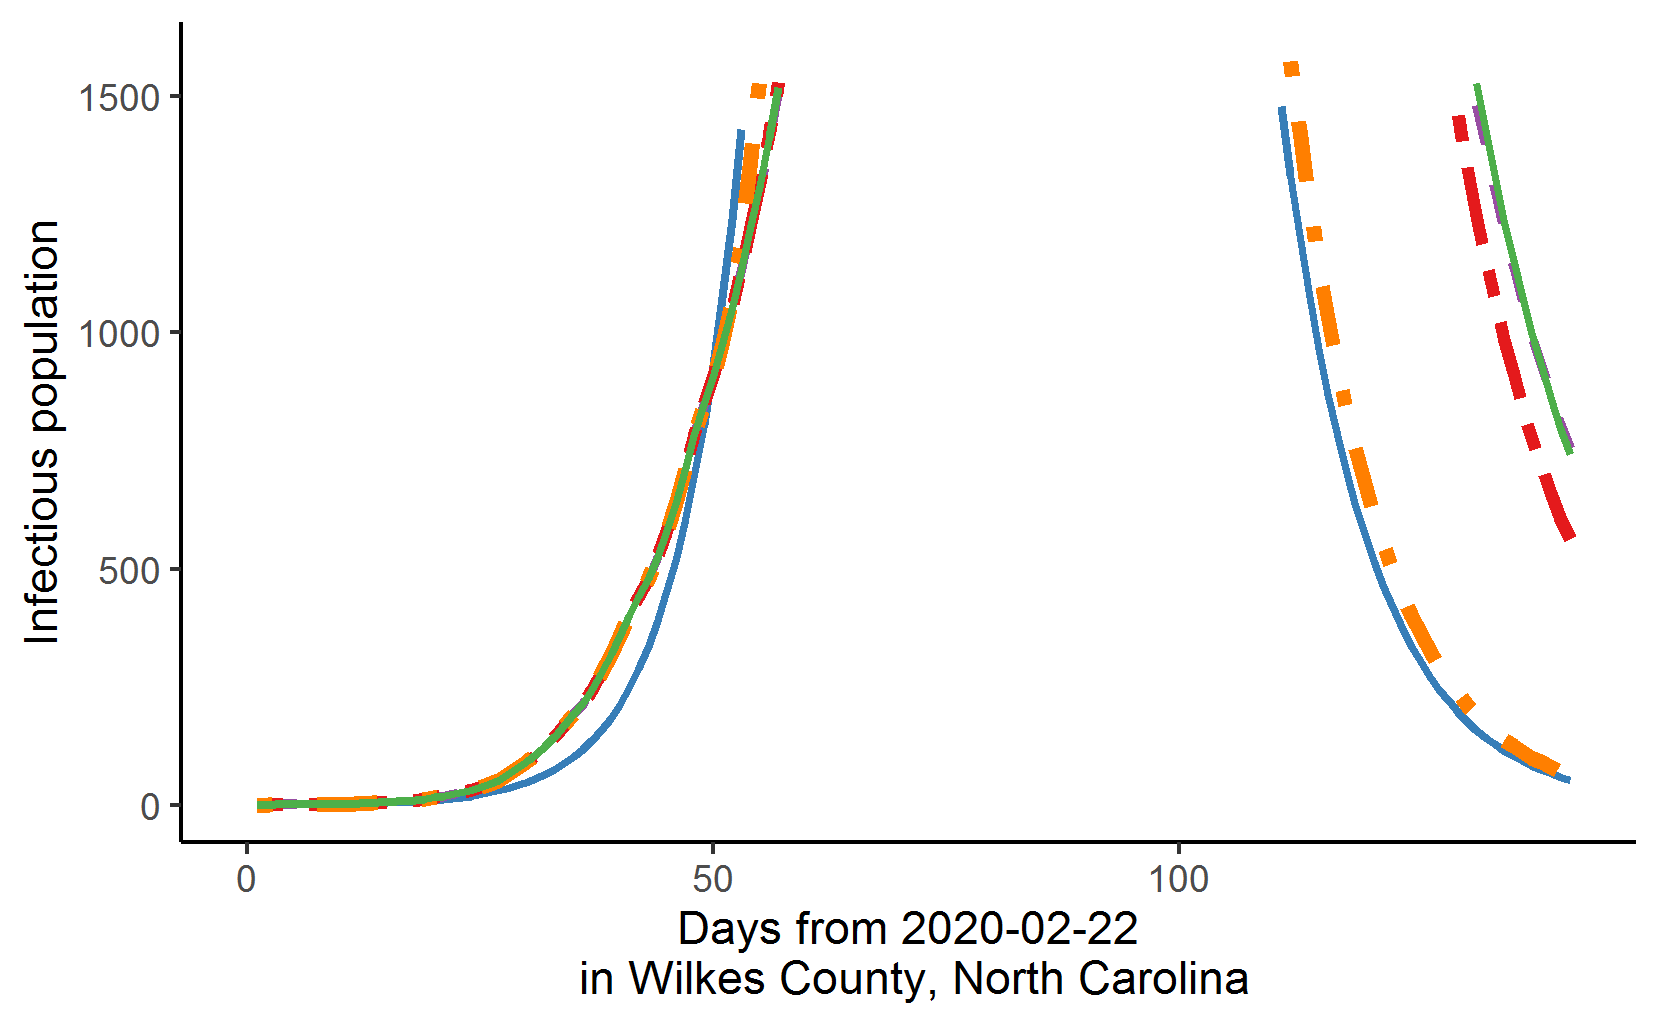 Infectious population
1500
1000
500
0
0 50 100
Days from 2020-02-22
in Wilkes County, North Carolina